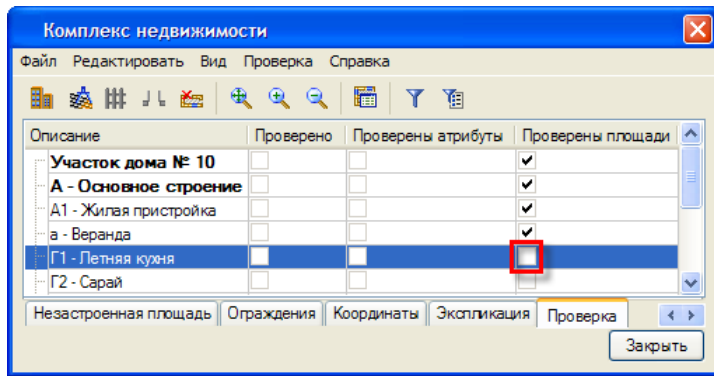 Комплекс недвижимости
Файл Редактировать Вид Проверка Справка
Описание Проверено Проверены атрибуты Проверены площади
Участок дома № 10
А - Основное строение
А1 - Жилая пристройка
а - Веранда
Г1 - Летняя кухня
Г2 - Сарай
Незастроенная площадь Ограждения Координаты Экспликация Проверка
Закрыть